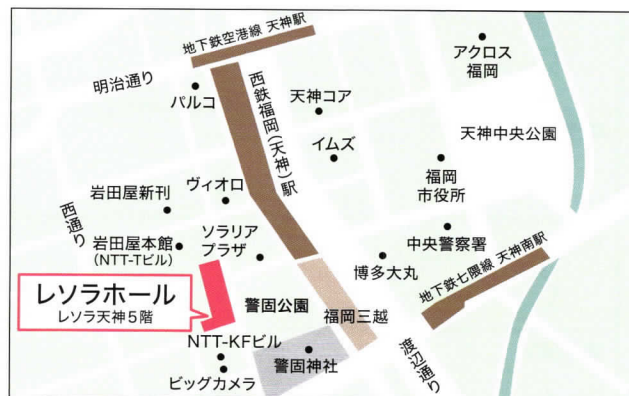 地下鉄空港線 天神駅
明治通り
パルコ
西鉄福岡(天神)駅
天神コア
イムズ
アクロス
福岡
天神中央公園
福岡
市役所
ヴィオロ
岩田屋新刊
西通り
岩田屋本館
(NTT-Tビル)
ソラリア
プラザ
中央警察署
博多大丸
地下鉄七隈線 天神南駅
レソラホール
レソラ天神5階
警固公園
福岡三越
渡辺通り
NTT-KFビル
ビッグカメラ
警固神社